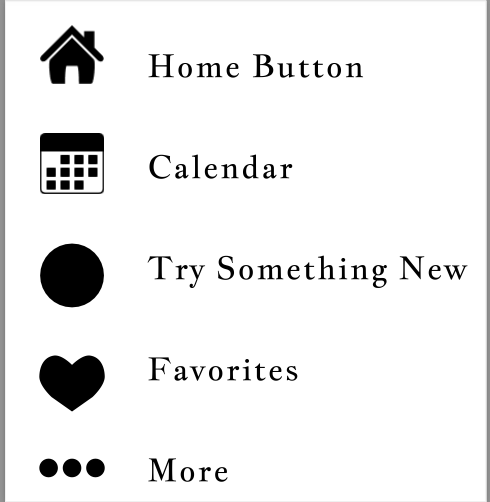 Home Button
Calendar
Try Something New
Favorites
More